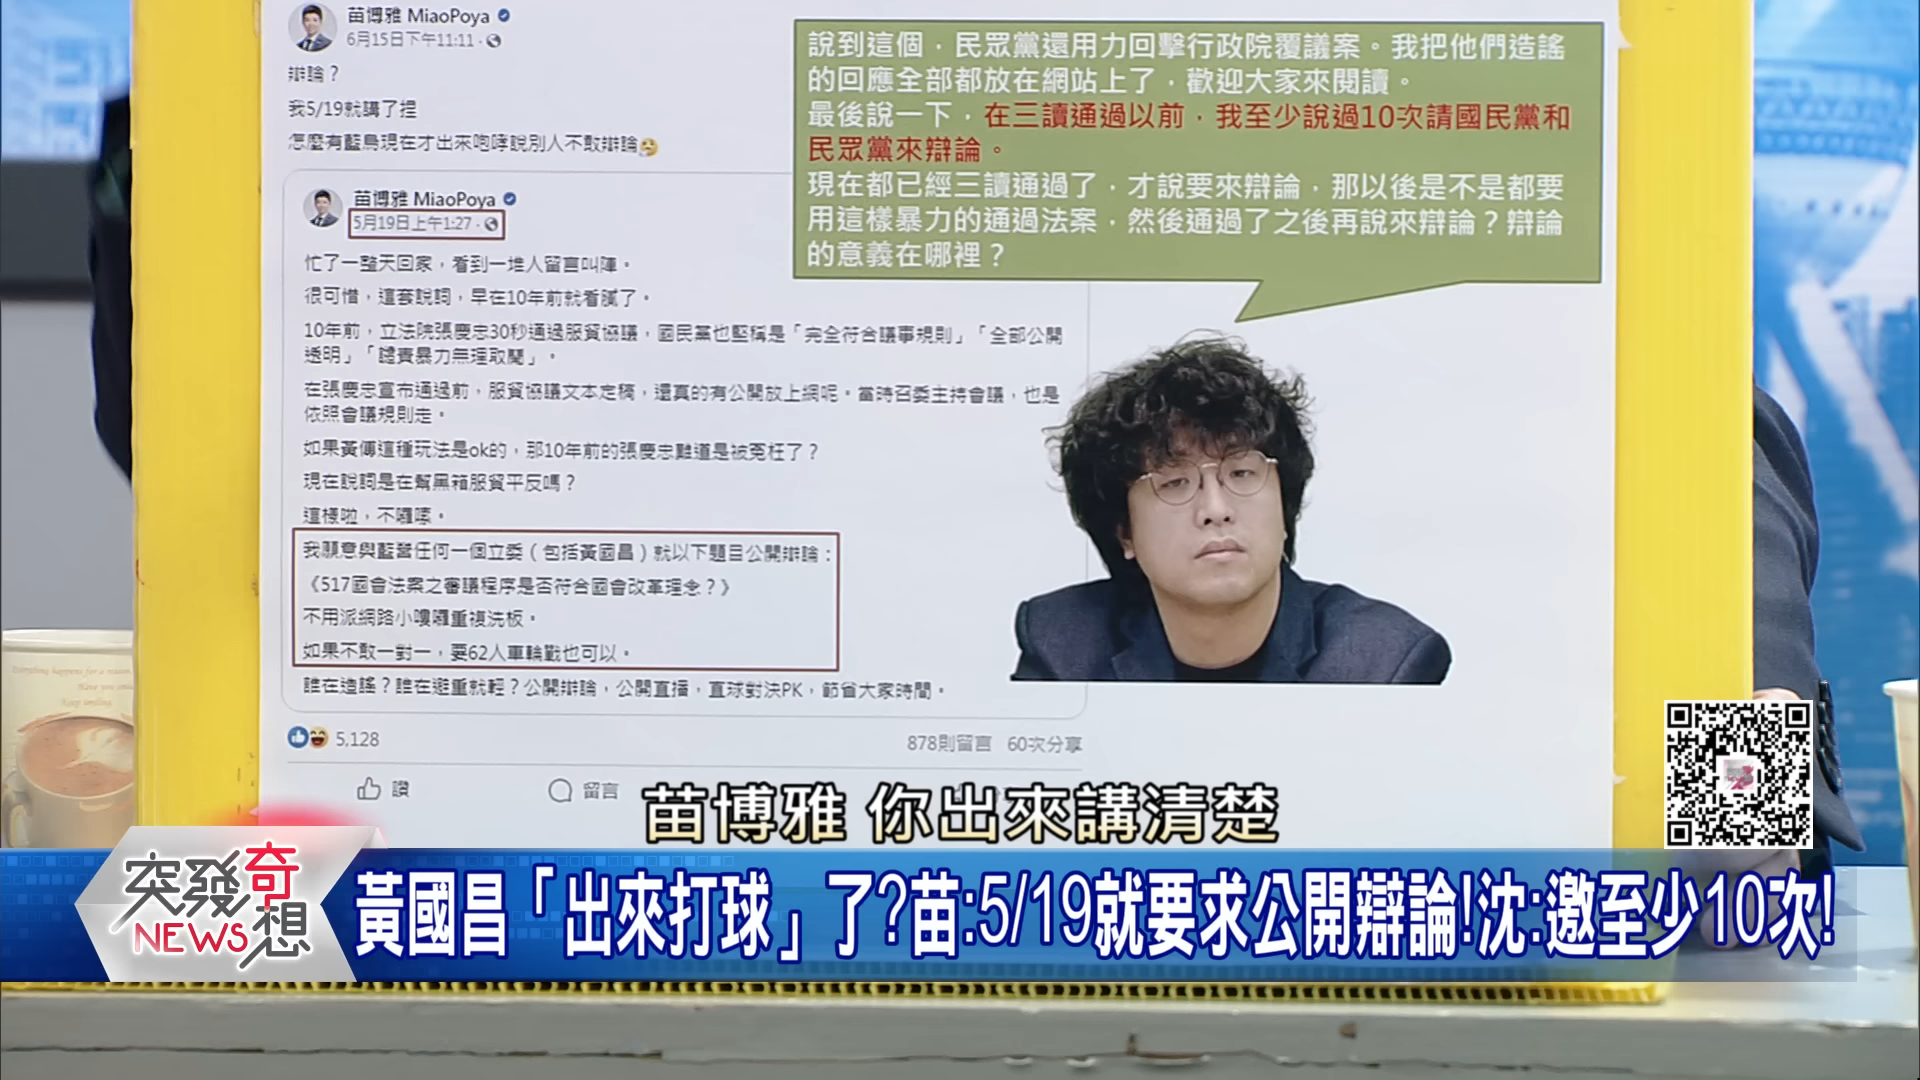 苗博雅 MiaoPoya
6月15日下午11:11
辯論？
我5/19就講了捏
怎麼有藍鳥現在才出來咆哮說別人不敢辯論
苗博雅 MiaoPoya
5月19日上午1:27
忙了一整天回家，看到一堆人留言叫陣。
很可惜，這套說詞，早在10年前就看膩了。
10年前，立法院張慶忠30秒通過服貿協議，國民黨也堅稱是「完全符合議事規則」「全部公開
透明」「譴責暴力無理取鬧」。
在張慶忠宣布通過前，服貿協議文本定稿，還真的有公開放上網呢。當時召委主持會議，也是
依照會議規則走。
如果黃傅這種玩法是ok的，那10年前的張慶忠難道是被冤枉了？
現在說詞是在幫黑箱服貿平反嗎？
這樣啦，不囉嗦。
我願意與藍營任何一個立委（包括黃國昌）就以下題目公開辯論：
《517國會法案之審議程序是否符合國會改革理念？》
不用派網路小嘍囉重複洗板。
如果不敢一對一，要62人車輪戰也可以。
誰在造謠？誰在避重就輕？公開辯論，公開直播，直球對決PK，節省大家時間。
5,128
878則留言 60次分享
讚
留言
說到這個，民眾黨還用力回擊行政院覆議案。我把他們造謠
的回應全部都放在網站上了，歡迎大家來閱讀。
最後說一下，在三讀通過以前，我至少說過10次請國民黨和
民眾黨來辯論。
現在都已經三讀通過了，才說要來辯論，那以後是不是都要
用這樣暴力的通過法案，然後通過了之後再說來辯論？辯論
的意義在哪裡？
Everything happens for a reason
Have you
Keep smiling
苗博雅 你出來講清楚
突發奇想
NEWS
黃國昌「出來打球」了?苗:5/19就要求公開辯論!沈:邀至少10次!